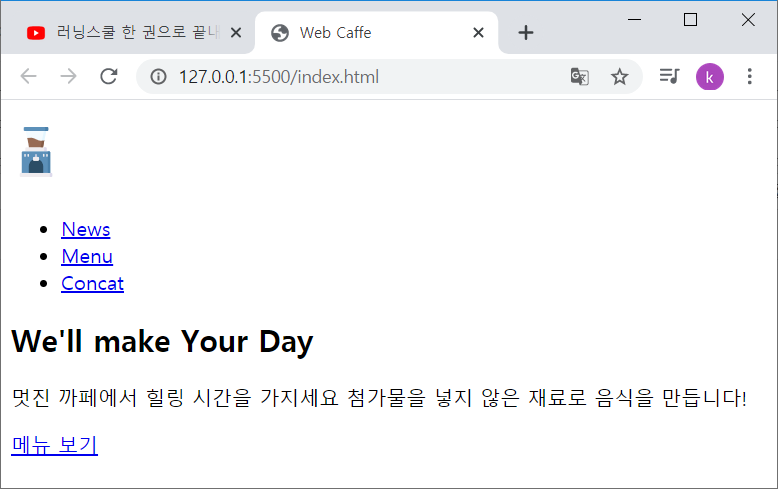 러닝스쿨 한 권으로 끝내
Web Caffe
127.0.0.1:5500/index.html
k
News
Menu
Concat
We'll make Your Day
멋진 까페에서 힐링 시간을 가지세요 첨가물을 넣지 않은 재료로 음식을 만듭니다!
메뉴 보기